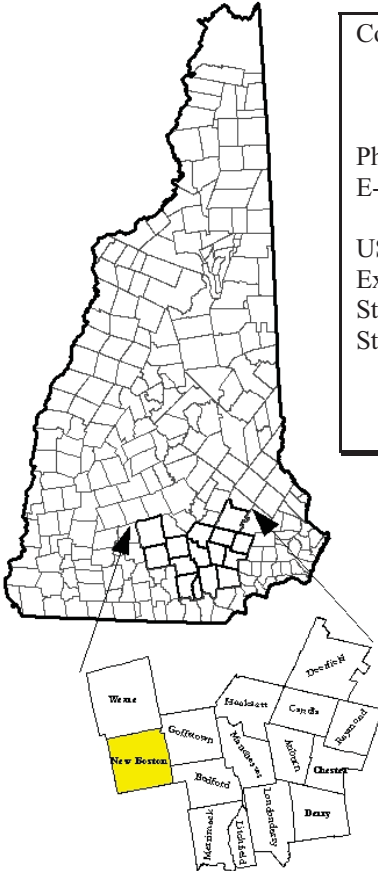 Co
Ph
E-
US
Ex
St
St
Deerfield
Weare
Hooksett
Candia
Raymond
Goffstown
Manchester
Auburn
New Boston
Chester
Bedford
Londonderry
Derry
Merrimack
Litchfield